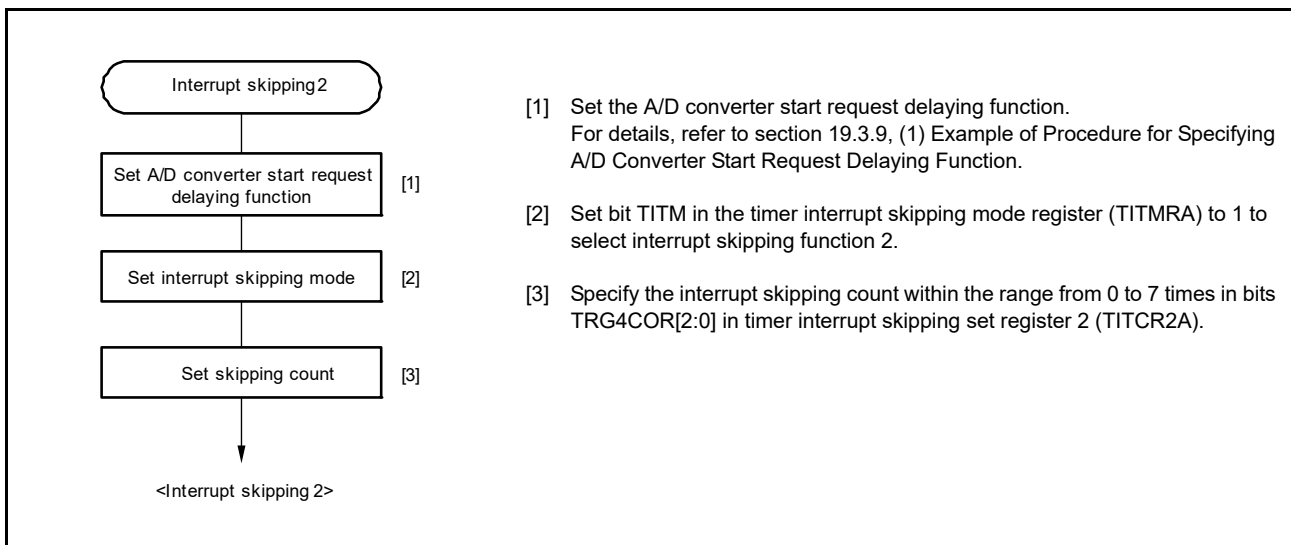 Interrupt skipping 2
Set A/D converter start request
delaying function
[1]
Set interrupt skipping mode
[2]
Set skipping count
[3]
<Interrupt skipping 2>
[1] Set the A/D converter start request delaying function.
For details, refer to section 19.3.9, (1) Example of Procedure for Specifying
A/D Converter Start Request Delaying Function.
[2] Set bit TITM in the timer interrupt skipping mode register (TITMRA) to 1 to
select interrupt skipping function 2.
[3] Specify the interrupt skipping count within the range from 0 to 7 times in bits
TRG4COR[2:0] in timer interrupt skipping set register 2 (TITCR2A).